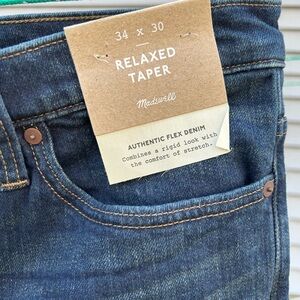 34 x 30
RELAXED
TAPER
Madewell
AUTHENTIC FLEX DENIM
Combines a rigid look with
the comfort of stretch.